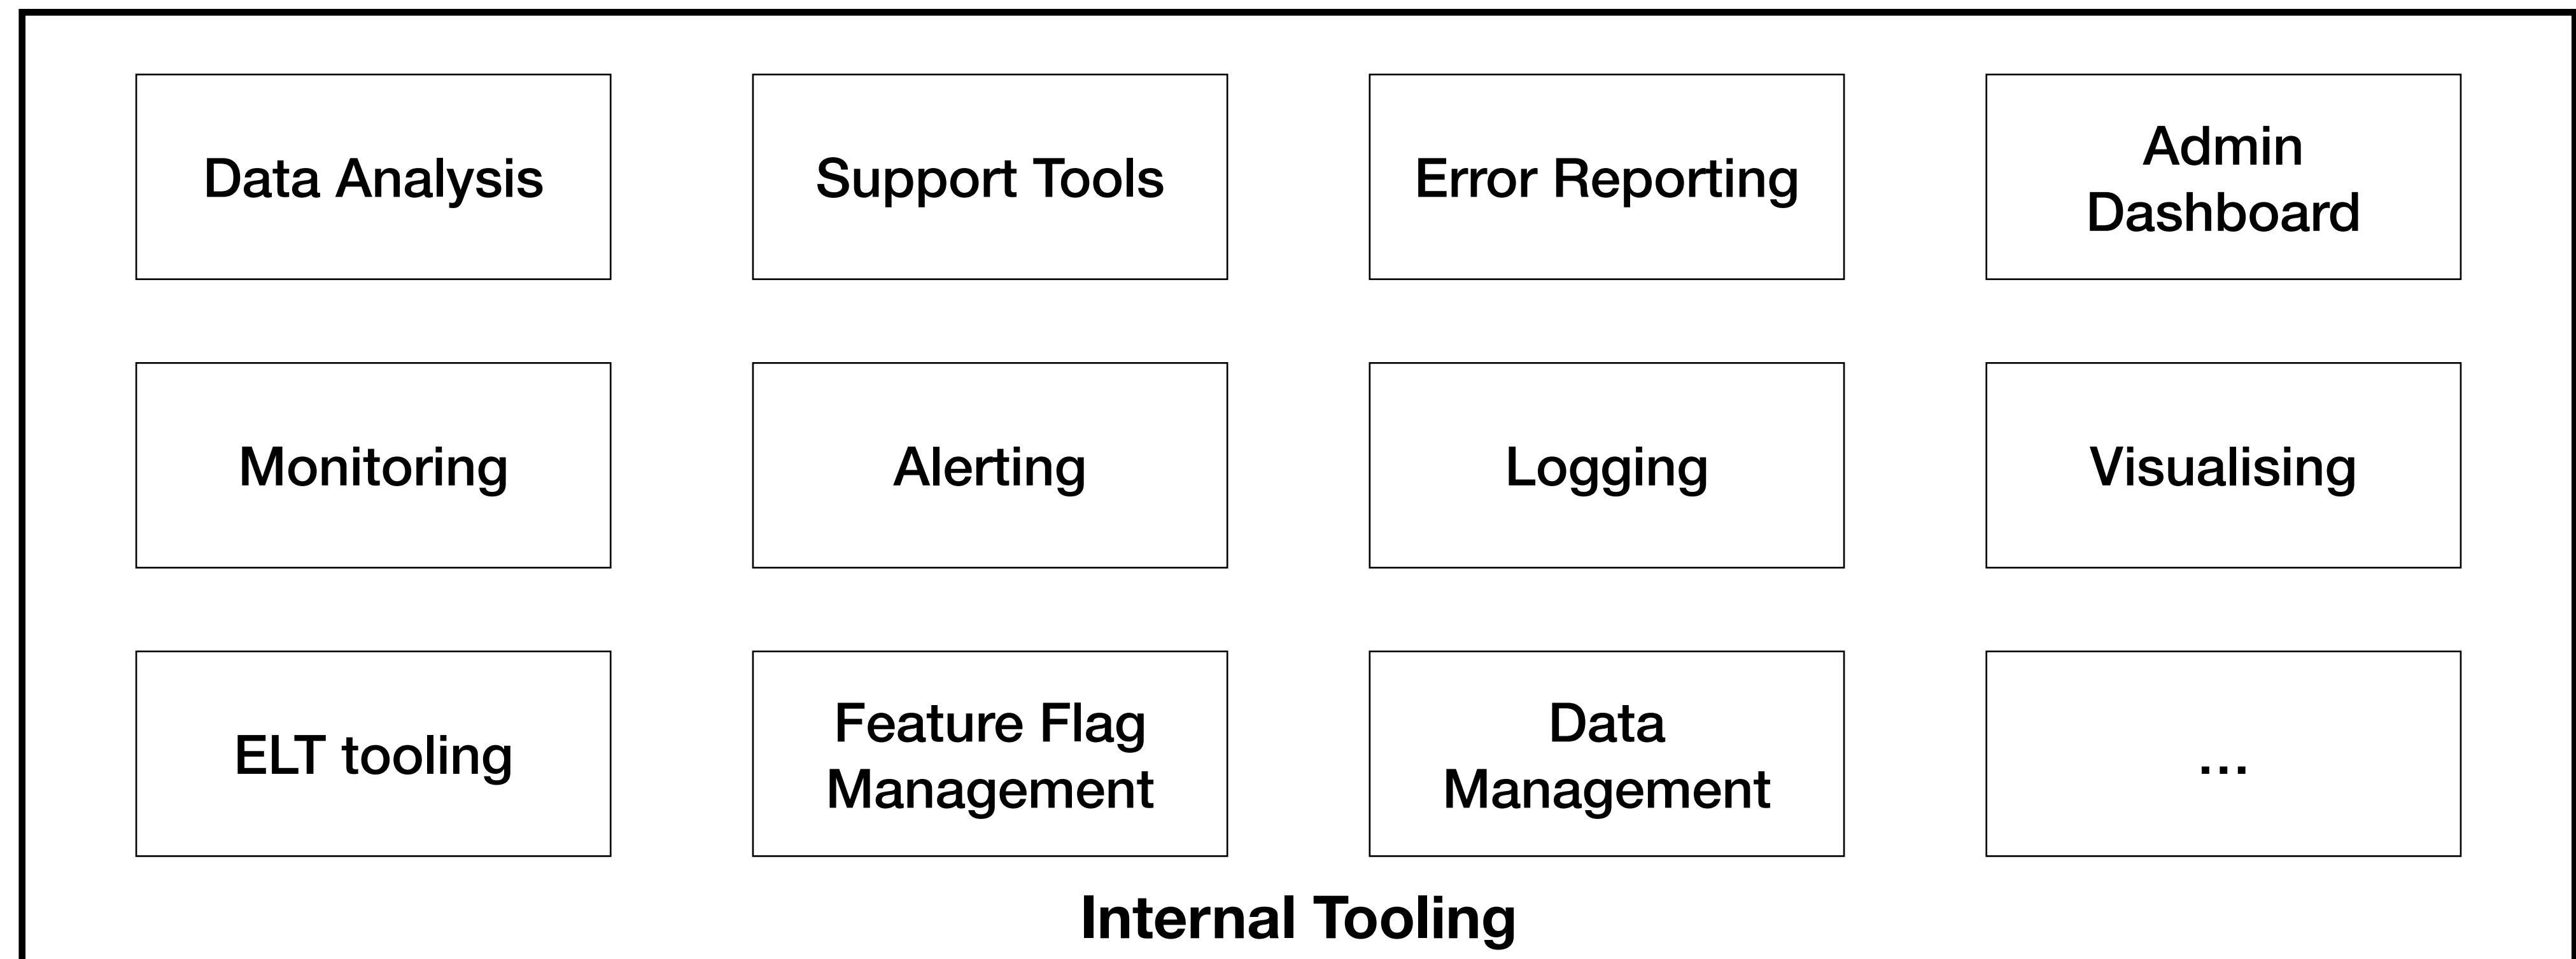 Data Analysis
Support Tools
Error Reporting
Admin
Dashboard
Monitoring
Alerting
Logging
Visualising
ELT tooling
Feature Flag
Management
Data
Management
...
Internal Tooling